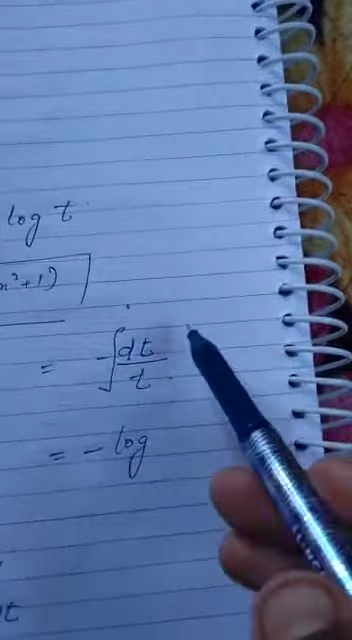 log t
x²+1)
= -∫dt/t
= - log
t